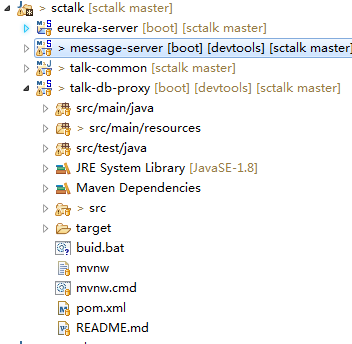 > sctalk [sctalk master]
eureka-server [boot] [sctalk master]
> message-server [boot] [devtools] [sctalk master]
> talk-common [sctalk master]
> talk-db-proxy [boot] [devtools] [sctalk master]
src/main/java
> src/main/resources
src/test/java
JRE System Library [JavaSE-1.8]
Maven Dependencies
> src
target
buid.bat
mvnw
mvnw.cmd
pom.xml
README.md